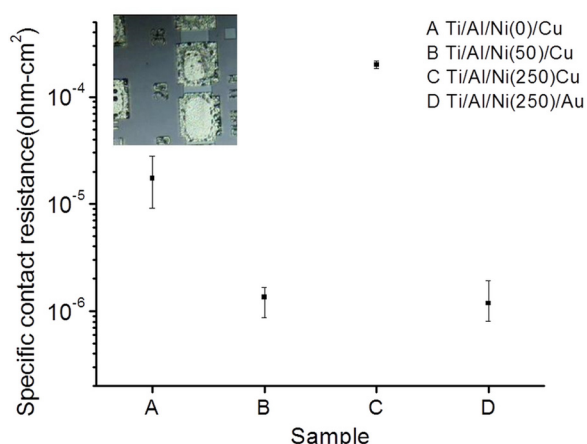 Specific contact resistance(ohm-cm²)
10⁻⁴
10⁻⁵
10⁻⁶
A Ti/Al/Ni(0)/Cu
B Ti/Al/Ni(50)/Cu
C Ti/Al/Ni(250)Cu
D Ti/Al/Ni(250)/Au
A B C D
Sample